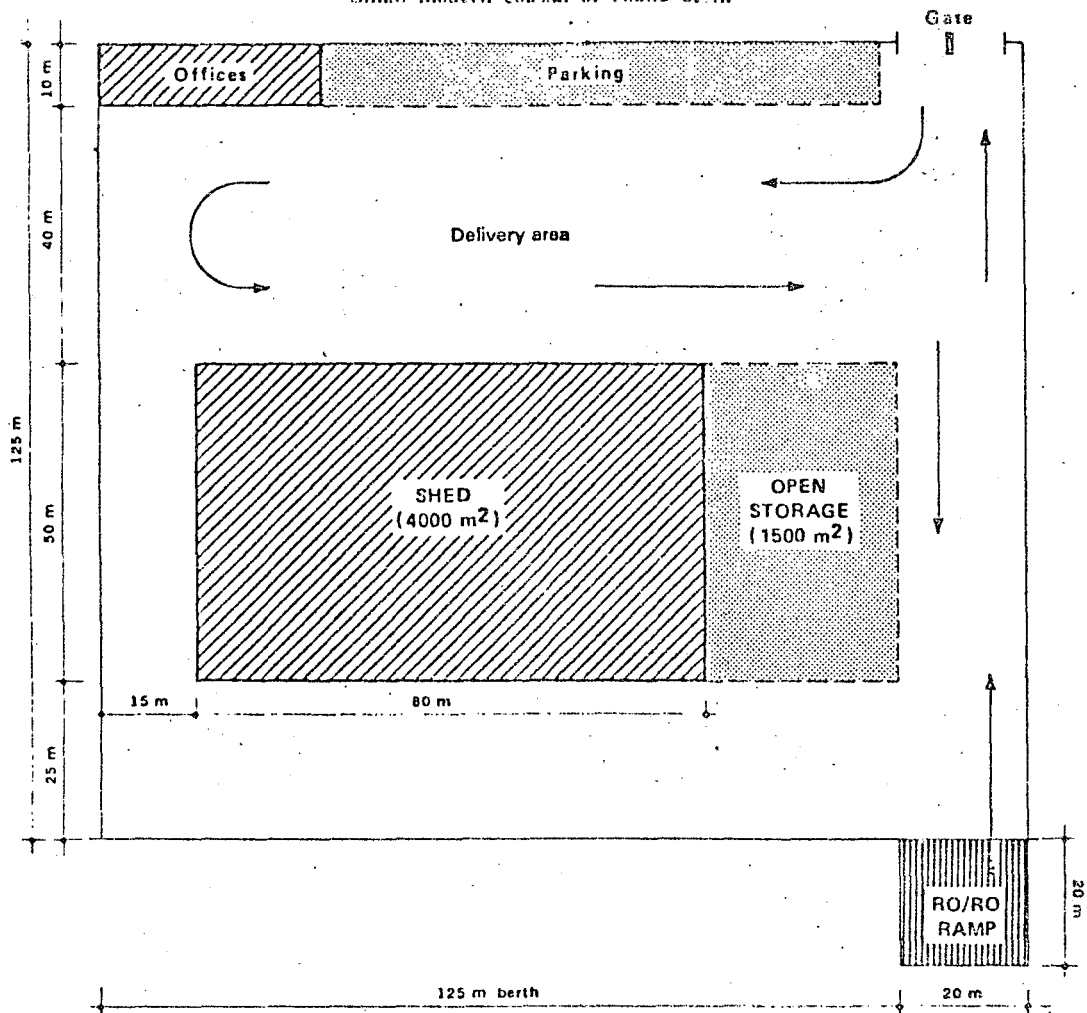 Gate
Offices
Parking
10 m
40 m
Delivery area
125 m
50 m
SHED
(4000 m²)
OPEN
STORAGE
(1500 m²)
15 m
80 m
25 m
RO/RO
RAMP
20 m
125 m berth
20 m